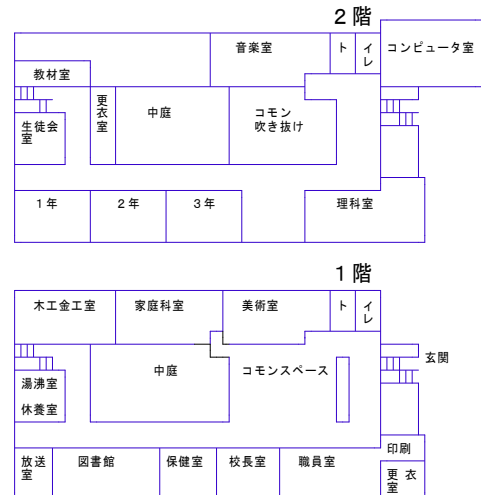 2階
音楽室
ト イレ
コンピュータ室
教材室
生徒会室
更衣室
中庭
コモン
吹き抜け
1年
2年
3年
理科室
1階
木工金工室
家庭科室
美術室
ト イレ
玄関
中庭
コモンスペース
湯沸室
休養室
印刷
放送室
図書館
保健室
校長室
職員室
更衣室